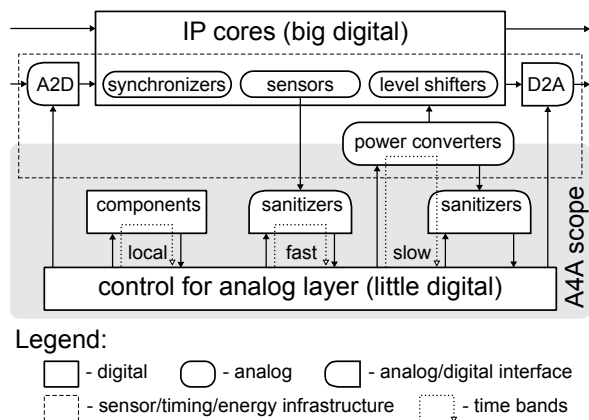 IP cores (big digital)
A2D
synchronizers
sensors
level shifters
D2A
power converters
components
sanitizers
sanitizers
local
fast
slow
control for analog layer (little digital)
A4A scope
Legend:
- digital
- analog
- analog/digital interface
- sensor/timing/energy infrastructure
- time bands